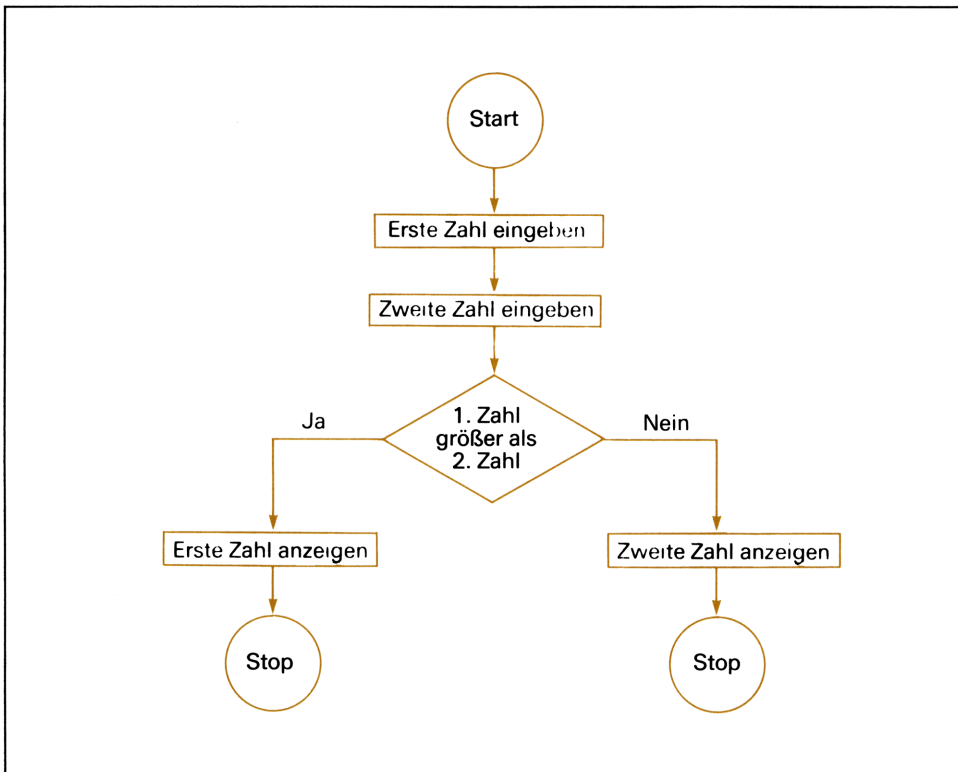 Start
Erste Zahl eingeben
Zweite Zahl eingeben
1. Zahl
größer als
2. Zahl
Ja
Nein
Erste Zahl anzeigen
Zweite Zahl anzeigen
Stop
Stop